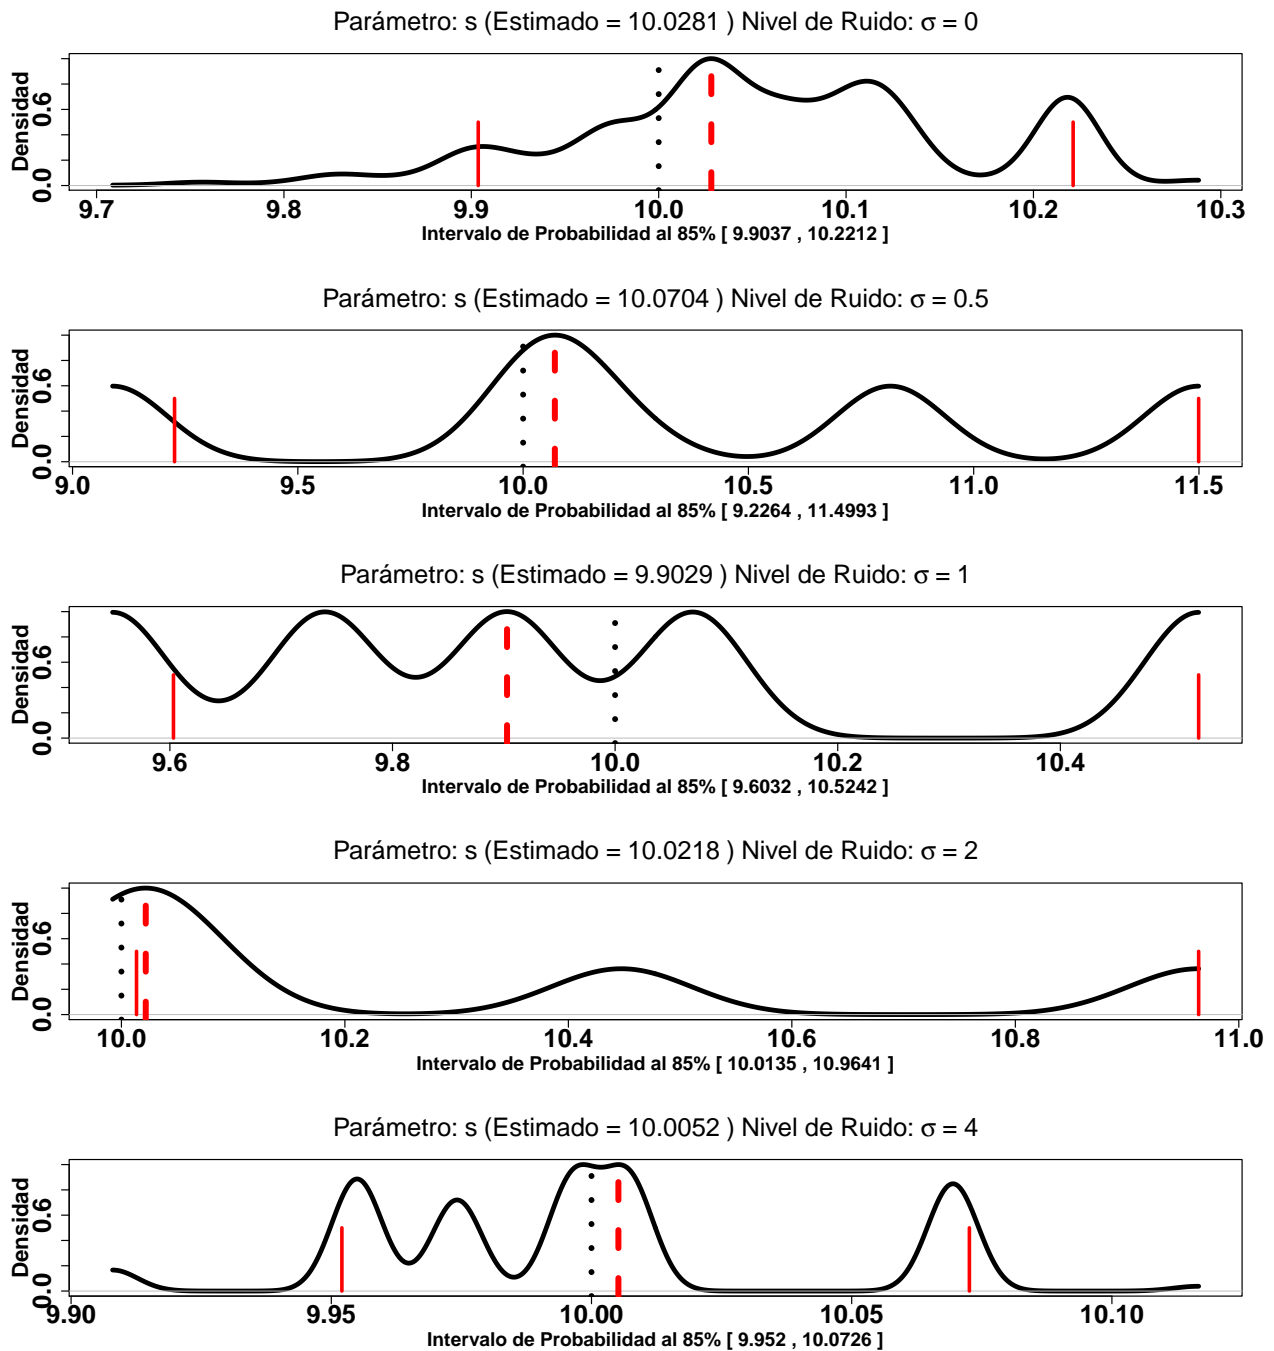 Parámetro: s (Estimado = 10.0281 ) Nivel de Ruido: σ = 0
Densidad
0.0 0.6
9.7 9.8 9.9 10.0 10.1 10.2 10.3
Intervalo de Probabilidad al 85% [ 9.9037 , 10.2212 ]
Parámetro: s (Estimado = 10.0704 ) Nivel de Ruido: σ = 0.5
Densidad
0.0 0.6
9.0 9.5 10.0 10.5 11.0 11.5
Intervalo de Probabilidad al 85% [ 9.2264 , 11.4993 ]
Parámetro: s (Estimado = 9.9029 ) Nivel de Ruido: σ = 1
Densidad
0.0 0.6
9.6 9.8 10.0 10.2 10.4
Intervalo de Probabilidad al 85% [ 9.6032 , 10.5242 ]
Parámetro: s (Estimado = 10.0218 ) Nivel de Ruido: σ = 2
Densidad
0.0 0.6
10.0 10.2 10.4 10.6 10.8 11.0
Intervalo de Probabilidad al 85% [ 10.0135 , 10.9641 ]
Parámetro: s (Estimado = 10.0052 ) Nivel de Ruido: σ = 4
Densidad
0.0 0.6
9.90 9.95 10.00 10.05 10.10
Intervalo de Probabilidad al 85% [ 9.952 , 10.0726 ]